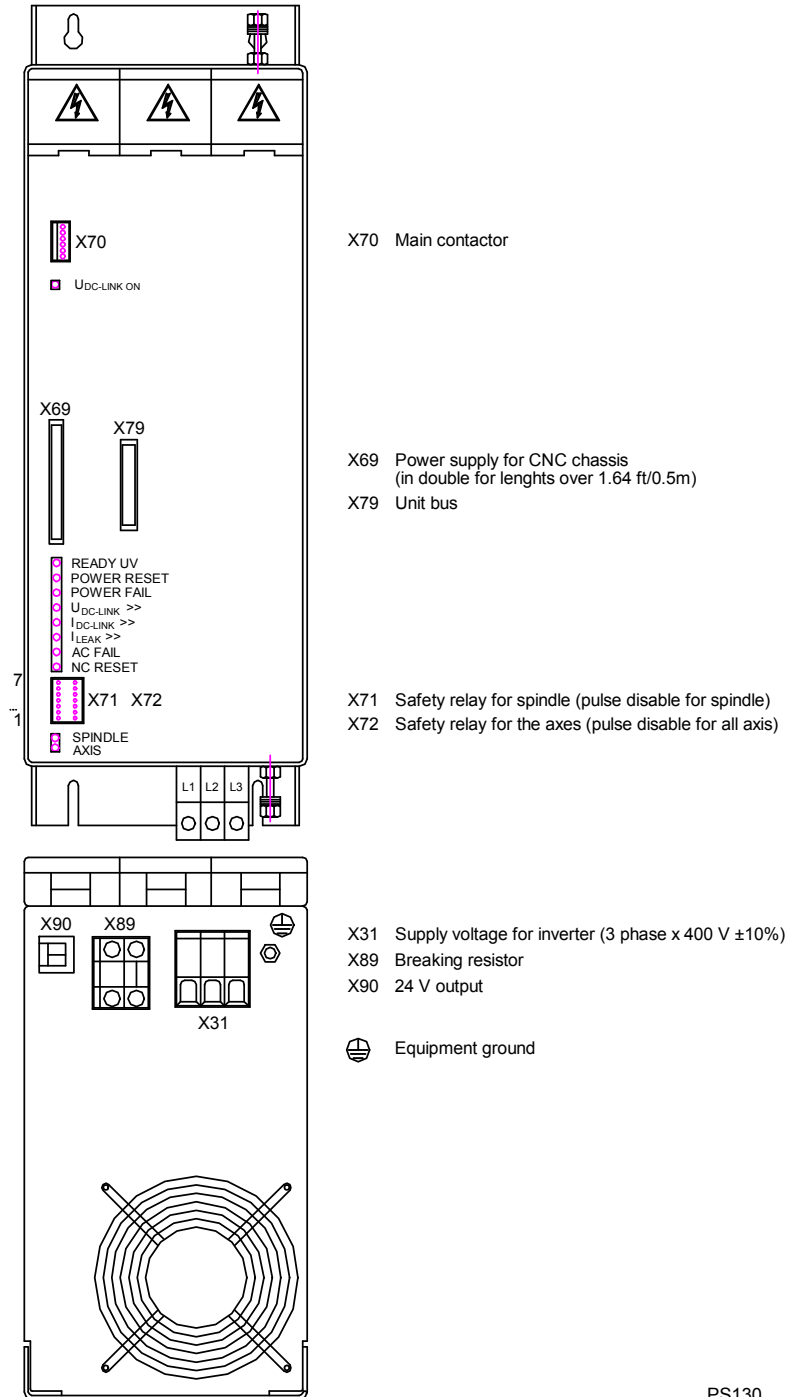 X70
X70 Main contactor
UDC-LINK ON
X69
X79
X69 Power supply for CNC chassis
(in double for lenghts over 1.64 ft/0.5m)
X79 Unit bus
READY UV
POWER RESET
POWER FAIL
UDC-LINK >>
IDC-LINK >>
ILEAK >>
AC FAIL
NC RESET
7
...
1
X71 X72
X71 Safety relay for spindle (pulse disable for spindle)
X72 Safety relay for the axes (pulse disable for all axis)
SPINDLE
AXIS
L1 L2 L3
X90 X89
X31
X31 Supply voltage for inverter (3 phase x 400 V ±10%)
X89 Breaking resistor
X90 24 V output
Equipment ground
PS130